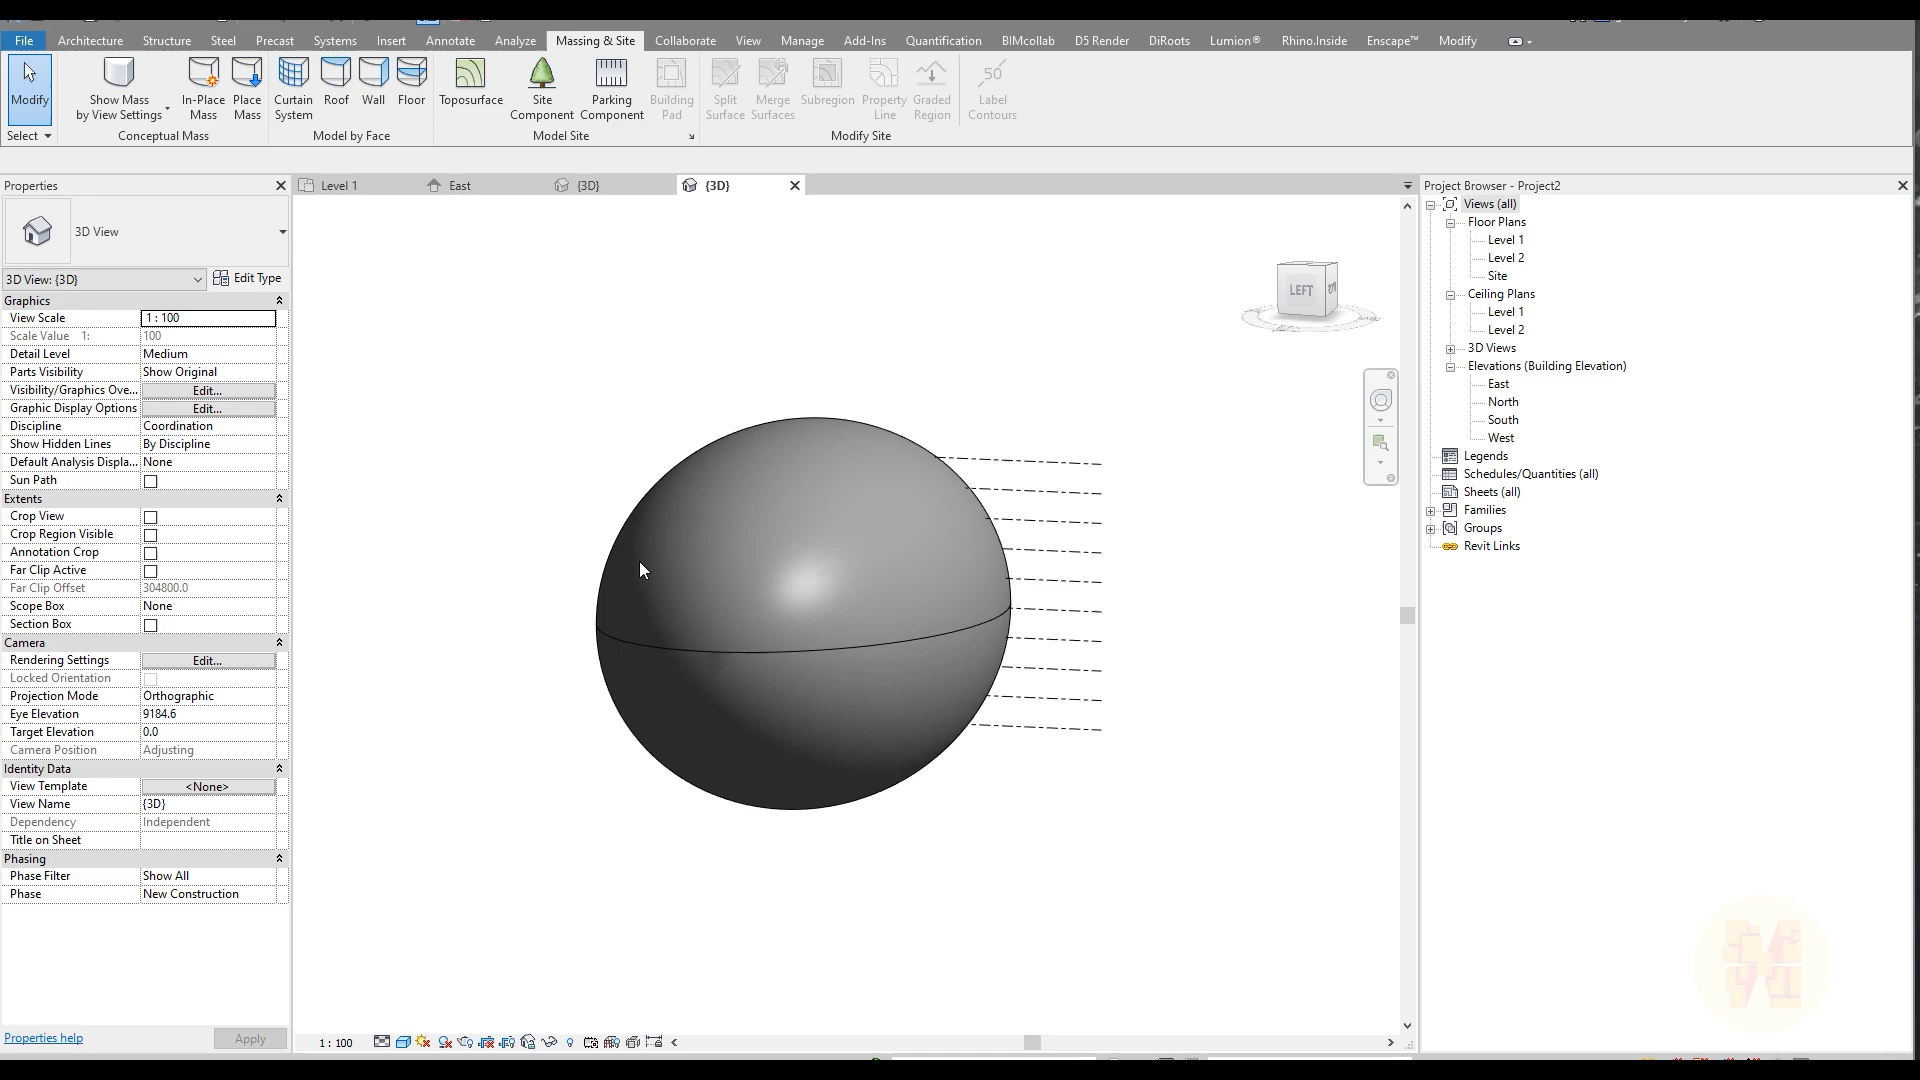 File Architecture Structure Steel Precast Systems Insert Annotate Analyze Massing & Site Collaborate View Manage Add-Ins Quantification BIMcollab D5 Render DiRoots Lumion® Rhino.Inside Enscape™ Modify
Modify
Show Mass
by View Settings
In-Place
Mass
Place
Mass
Curtain
System
Roof
Wall
Floor
Toposurface
Site
Component
Parking
Component
Building
Pad
Split
Surface
Merge
Surfaces
Subregion
Property
Line
Graded
Region
50
Label
Contours
Select Conceptual Mass Model by Face Model Site Modify Site
Properties
3D View
3D View: {3D} Edit Type
Graphics
View Scale 1 : 100
Scale Value 1: 100
Detail Level Medium
Parts Visibility Show Original
Visibility/Graphics Ove... Edit...
Graphic Display Options Edit...
Discipline Coordination
Show Hidden Lines By Discipline
Default Analysis Displa... None
Sun Path
Extents
Crop View
Crop Region Visible
Annotation Crop
Far Clip Active
Far Clip Offset 304800.0
Scope Box None
Section Box
Camera
Rendering Settings Edit...
Locked Orientation
Projection Mode Orthographic
Eye Elevation 9184.6
Target Elevation 0.0
Camera Position Adjusting
Identity Data
View Template <None>
View Name {3D}
Dependency Independent
Title on Sheet
Phasing
Phase Filter Show All
Phase New Construction
Properties help Apply
Level 1 East {3D} {3D}
LEFT
1 : 100
Project Browser - Project2
Views (all)
Floor Plans
Level 1
Level 2
Site
Ceiling Plans
Level 1
Level 2
3D Views
Elevations (Building Elevation)
East
North
South
West
Legends
Schedules/Quantities (all)
Sheets (all)
Families
Groups
Revit Links